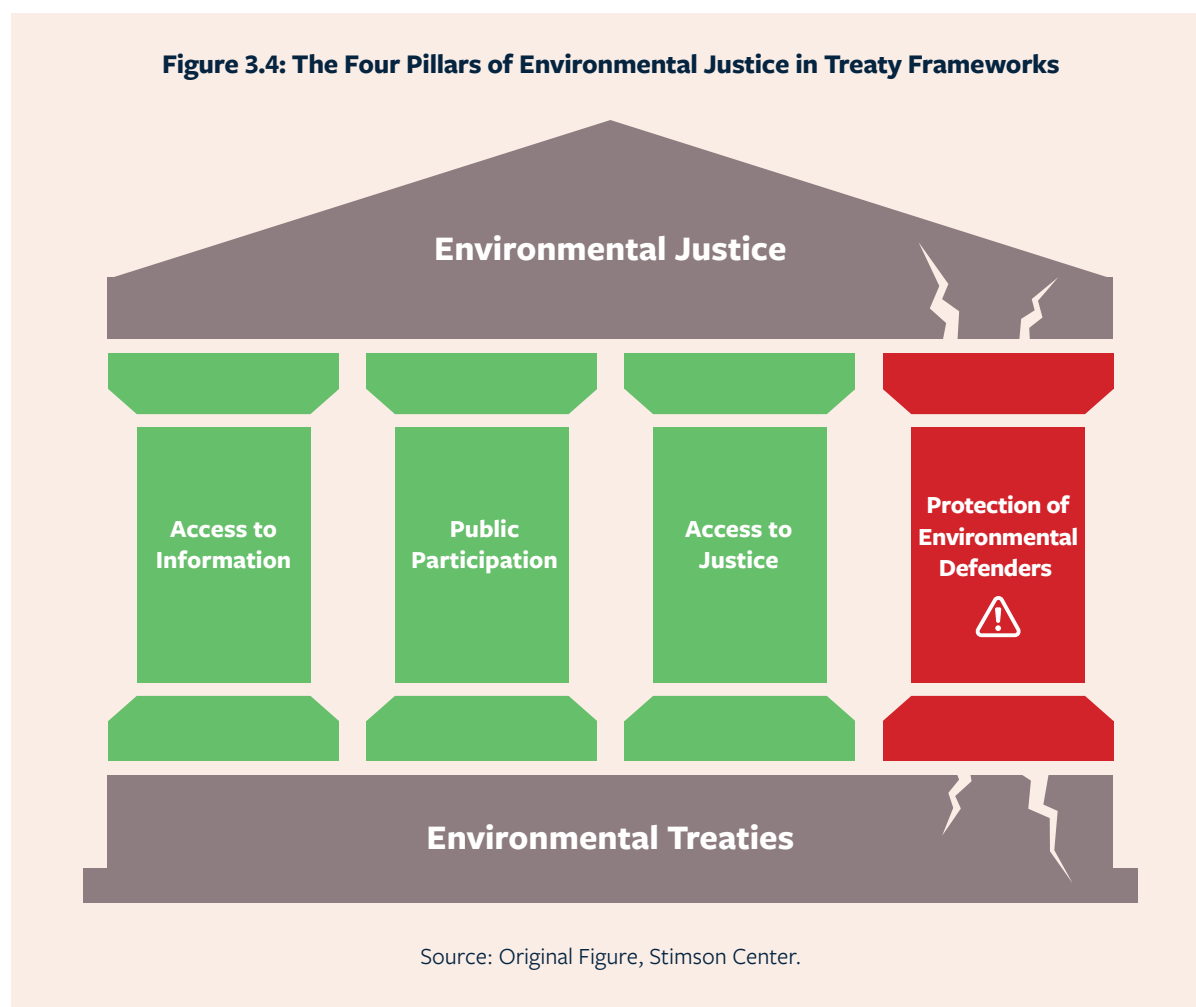 Figure 3.4: The Four Pillars of Environmental Justice in Treaty Frameworks
Environmental Justice
Access to
Information
Public
Participation
Access to
Justice
Protection of
Environmental
Defenders
Environmental Treaties
Source: Original Figure, Stimson Center.